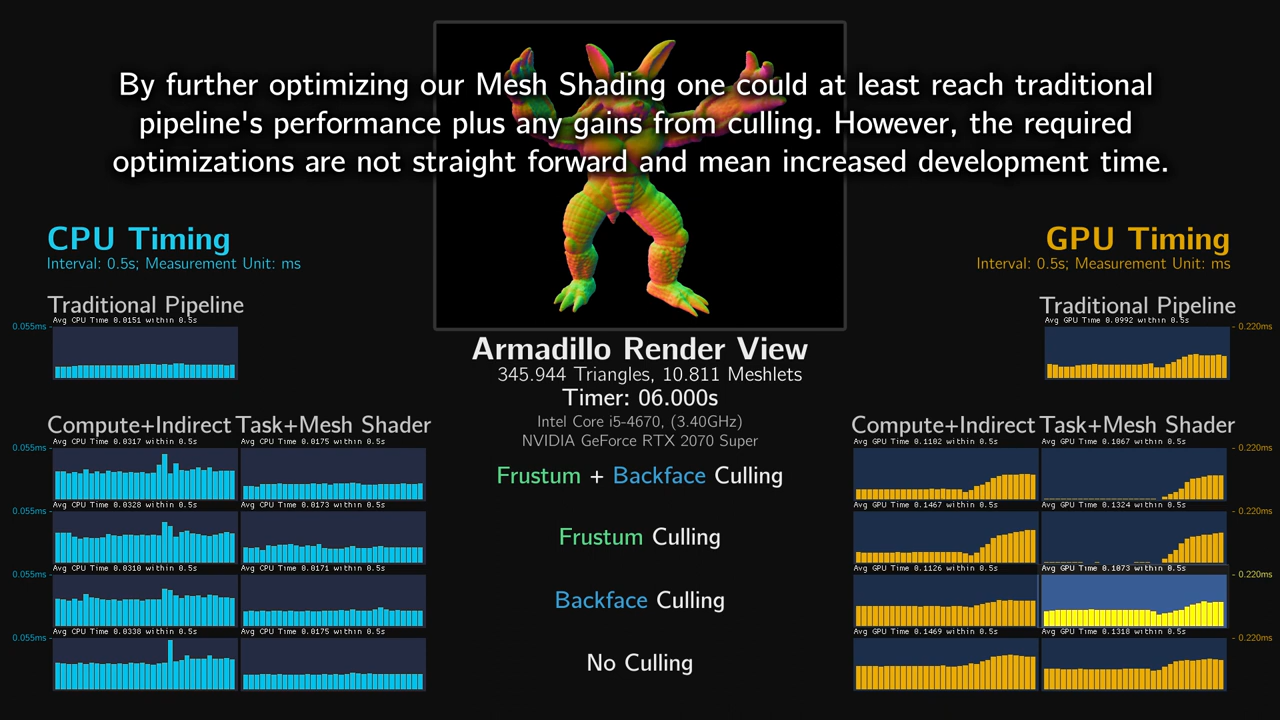 By further optimizing our Mesh Shading one could at least reach traditional
pipeline's performance plus any gains from culling. However, the required
optimizations are not straight forward and mean increased development time.
CPU Timing
Interval: 0.5s; Measurement Unit: ms
GPU Timing
Interval: 0.5s; Measurement Unit: ms
Traditional Pipeline
Avg CPU Time 0.0151 within 0.5s
0.055ms
Traditional Pipeline
Avg GPU Time 0.0992 within 0.5s
0.220ms
Armadillo Render View
345.944 Triangles, 10.811 Meshlets
Timer: 06.000s
Intel Core i5-4670, (3.40GHz)
NVIDIA GeForce RTX 2070 Super
Compute+Indirect Task+Mesh Shader
Compute+Indirect Task+Mesh Shader
Avg CPU Time 0.0317 within 0.5s
Avg CPU Time 0.0175 within 0.5s
Avg GPU Time 0.1102 within 0.5s
Avg GPU Time 0.1067 within 0.5s
0.055ms
0.220ms
Frustum + Backface Culling
Avg CPU Time 0.0328 within 0.5s
Avg CPU Time 0.0173 within 0.5s
Avg GPU Time 0.1467 within 0.5s
Avg GPU Time 0.1324 within 0.5s
0.055ms
0.220ms
Frustum Culling
Avg CPU Time 0.0310 within 0.5s
Avg CPU Time 0.0171 within 0.5s
Avg GPU Time 0.1126 within 0.5s
Avg GPU Time 0.1073 within 0.5s
0.055ms
0.220ms
Backface Culling
Avg CPU Time 0.0338 within 0.5s
Avg CPU Time 0.0175 within 0.5s
Avg GPU Time 0.1469 within 0.5s
Avg GPU Time 0.1318 within 0.5s
0.055ms
0.220ms
No Culling